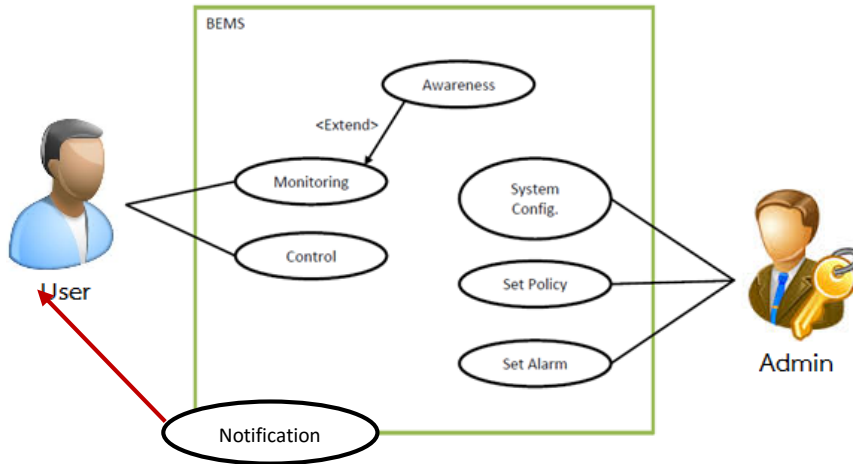 BEMS
Awareness
<Extend>
Monitoring
System
Config.
Control
User
Set Policy
Set Alarm
Admin
Notification